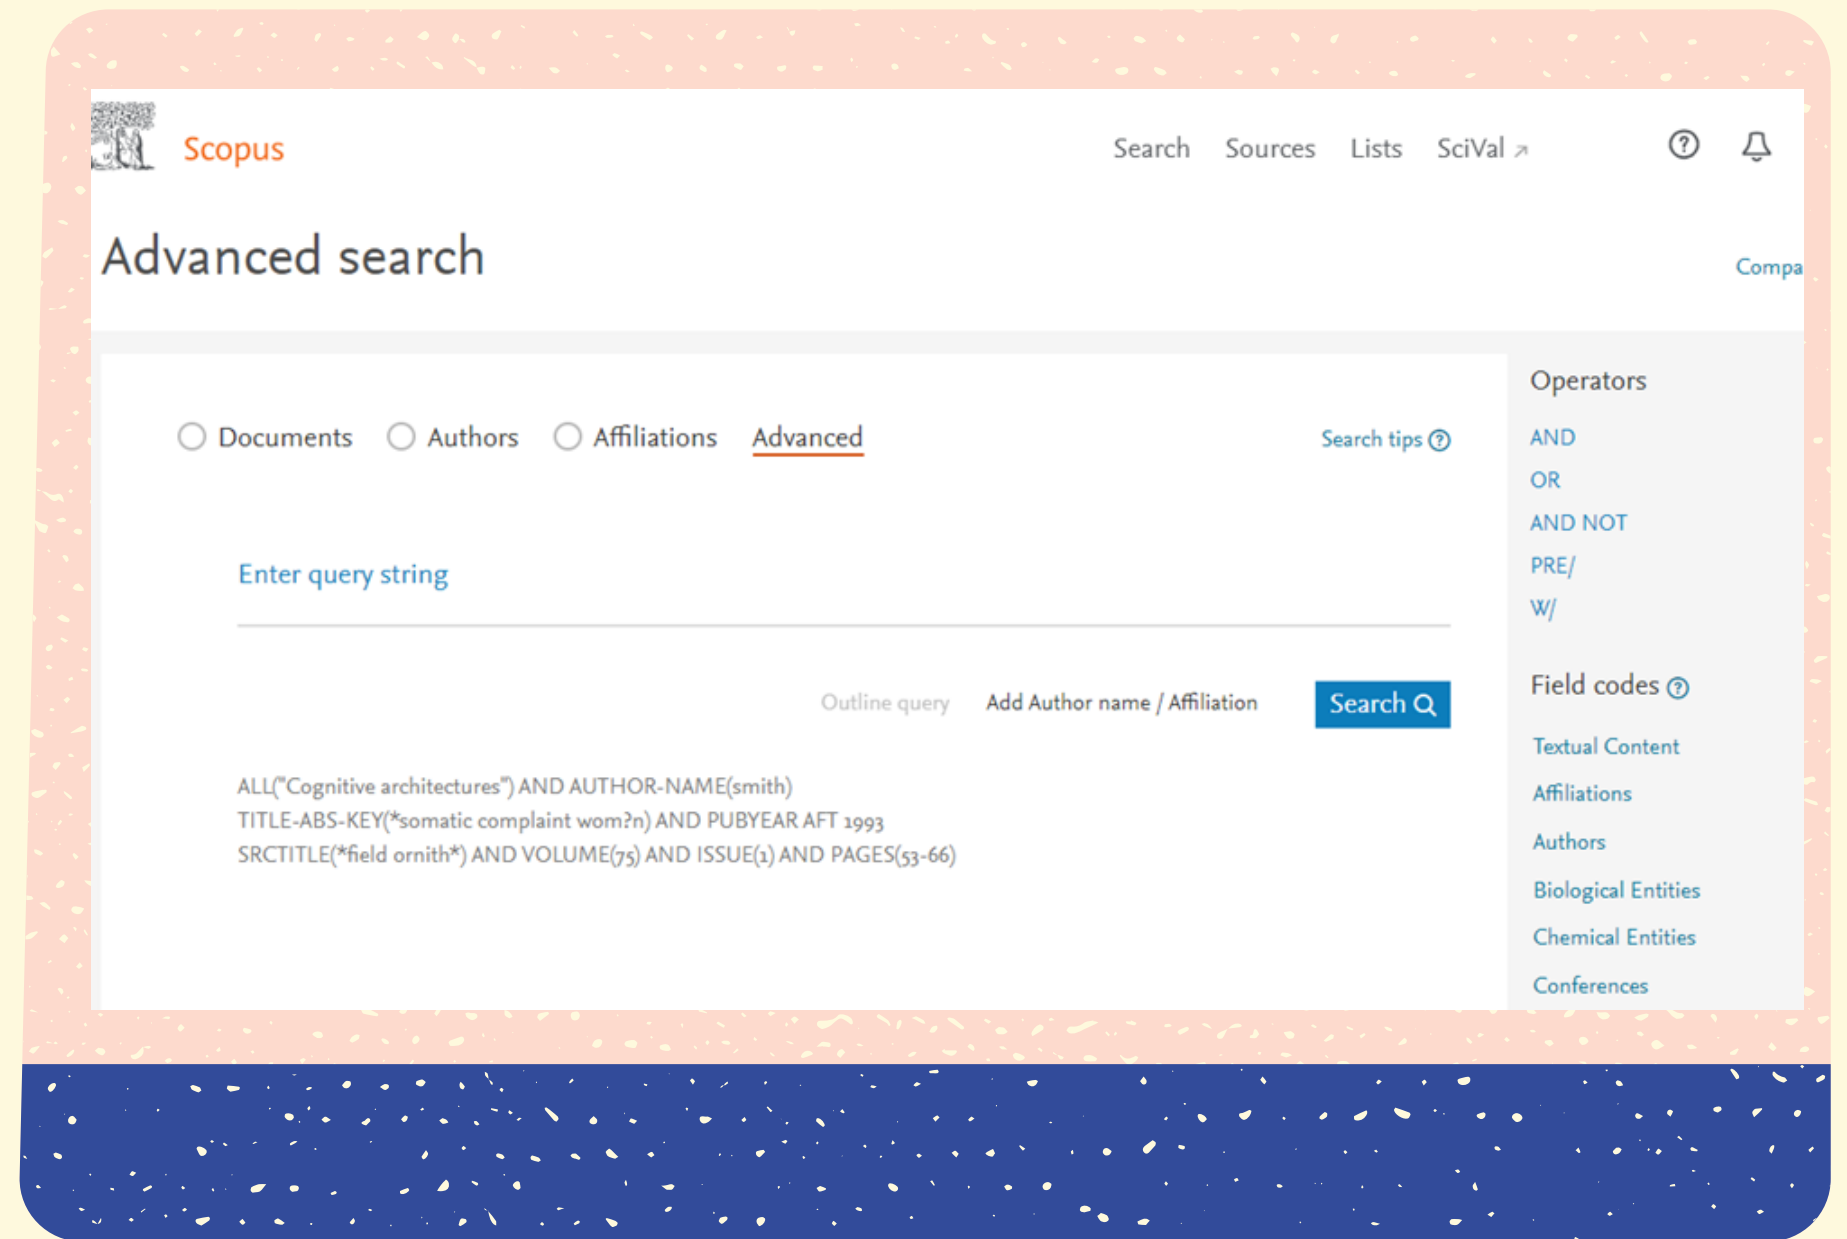 Scopus
Search Sources Lists SciVal
Advanced search
Compa
Documents Authors Affiliations Advanced
Search tips
Enter query string
Outline query Add Author name / Affiliation Search
ALL("Cognitive architectures") AND AUTHOR-NAME(smith)
TITLE-ABS-KEY(*somatic complaint wom?n) AND PUBYEAR AFT 1993
SRCTITLE(*field ornith*) AND VOLUME(75) AND ISSUE(1) AND PAGES(53-66)
Operators
AND
OR
AND NOT
PRE/
W/
Field codes
Textual Content
Affiliations
Authors
Biological Entities
Chemical Entities
Conferences